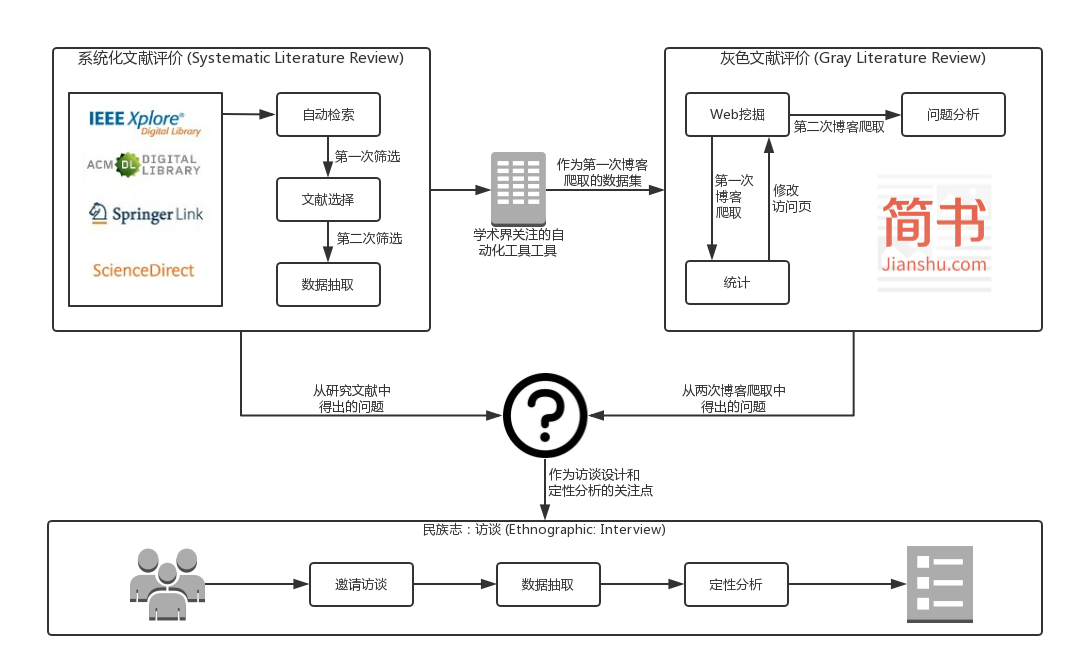 系统化文献评价 (Systematic Literature Review)
IEEE Xplore®
Digital Library
ACM DL DIGITAL
LIBRARY
Springer Link
ScienceDirect
自动检索
第一次筛选
文献选择
第二次筛选
数据抽取
学术界关注的自
动化工具工具
作为第一次博客
爬取的数据集
灰色文献评价 (Gray Literature Review)
Web挖掘
第二次博客爬取
问题分析
第一次
博客
爬取
修改
访问页
统计
简书
Jianshu.com
从研究文献中
得出的问题
?
从两次博客爬取中
得出的问题
作为访谈设计和
定性分析的关注点
民族志：访谈 (Ethnographic: Interview)
邀请访谈
数据抽取
定性分析